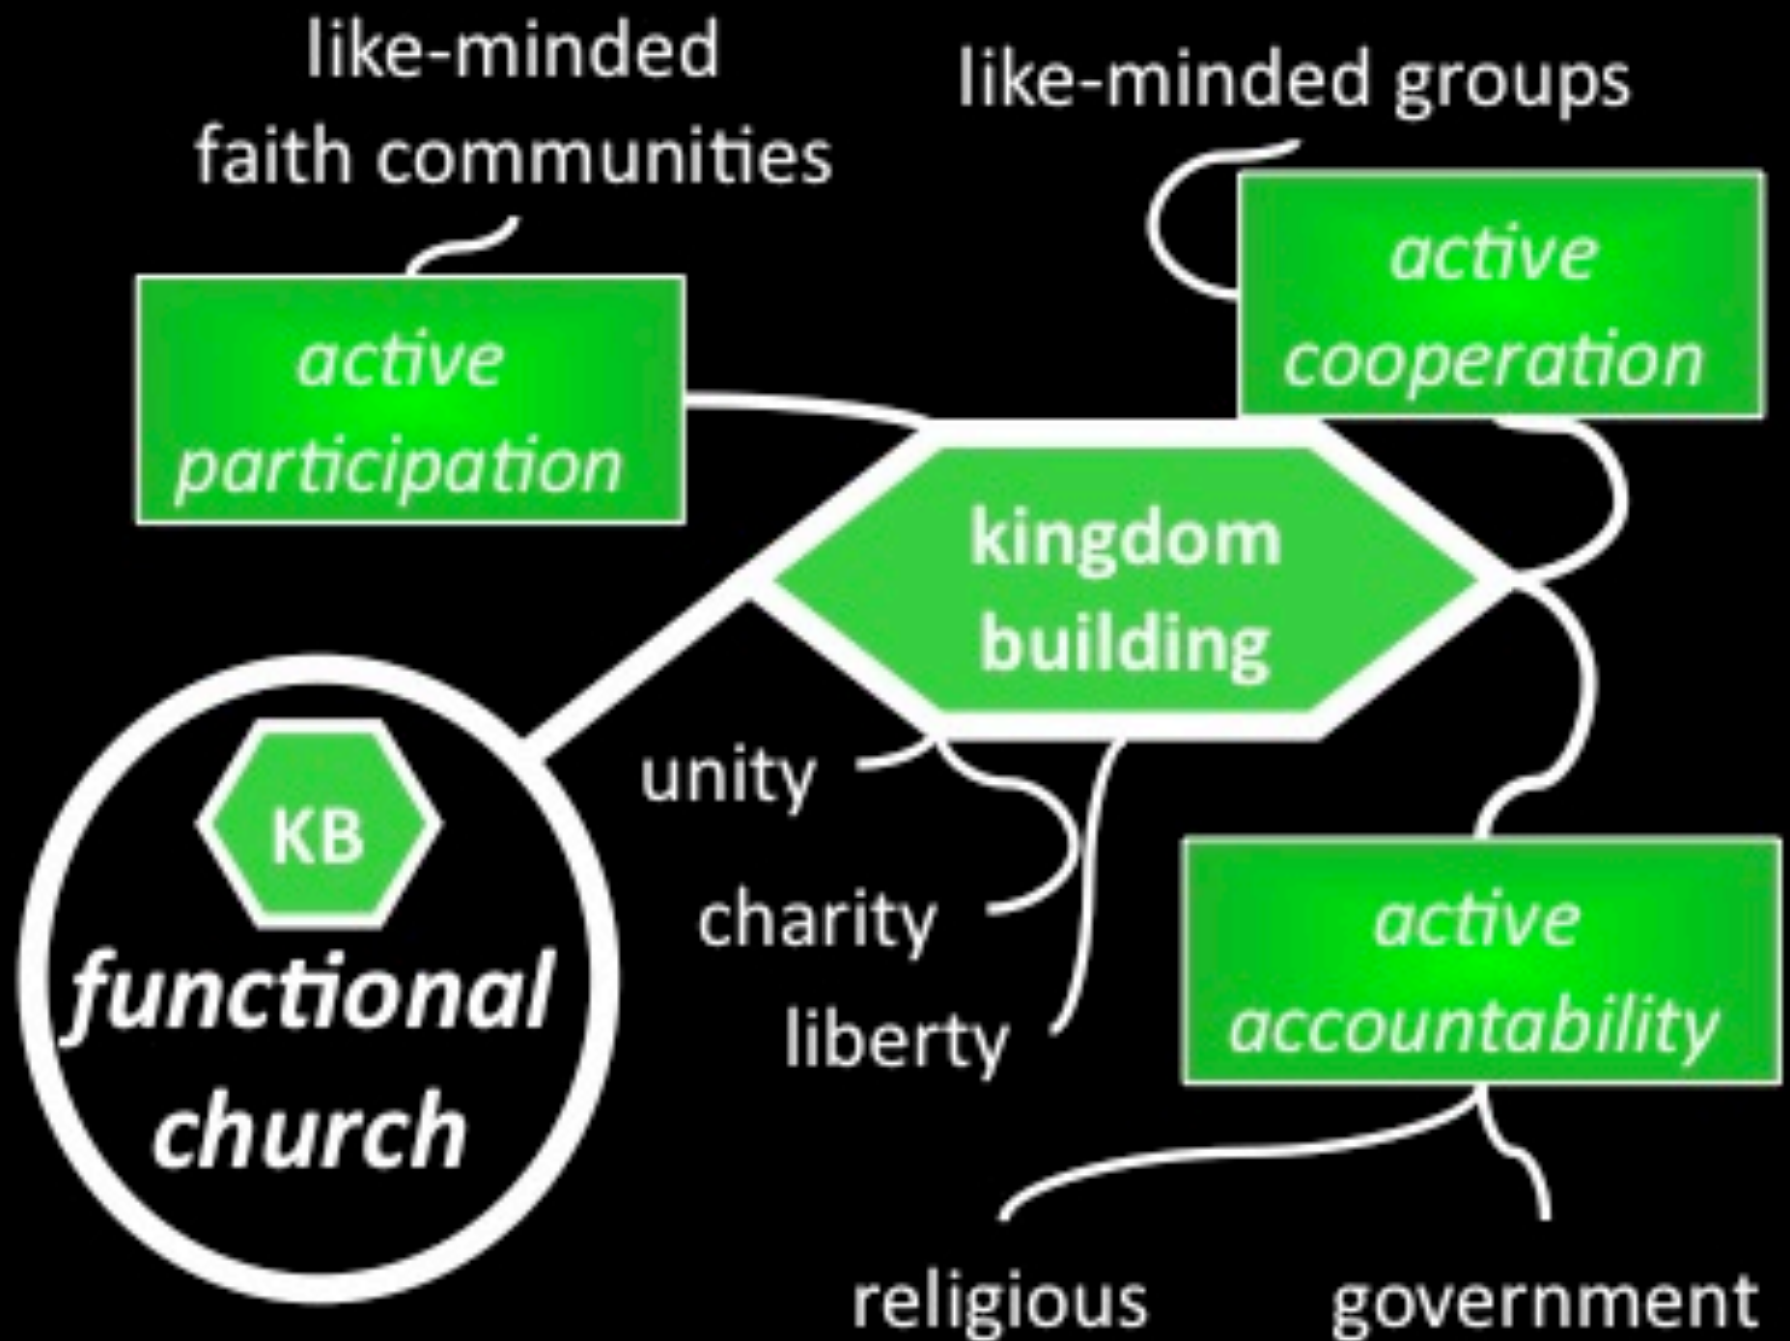 like-minded
faith communities
like-minded groups
active
participation
active
cooperation
kingdom
building
KB
functional
church
unity
charity
liberty
active
accountability
religious
government